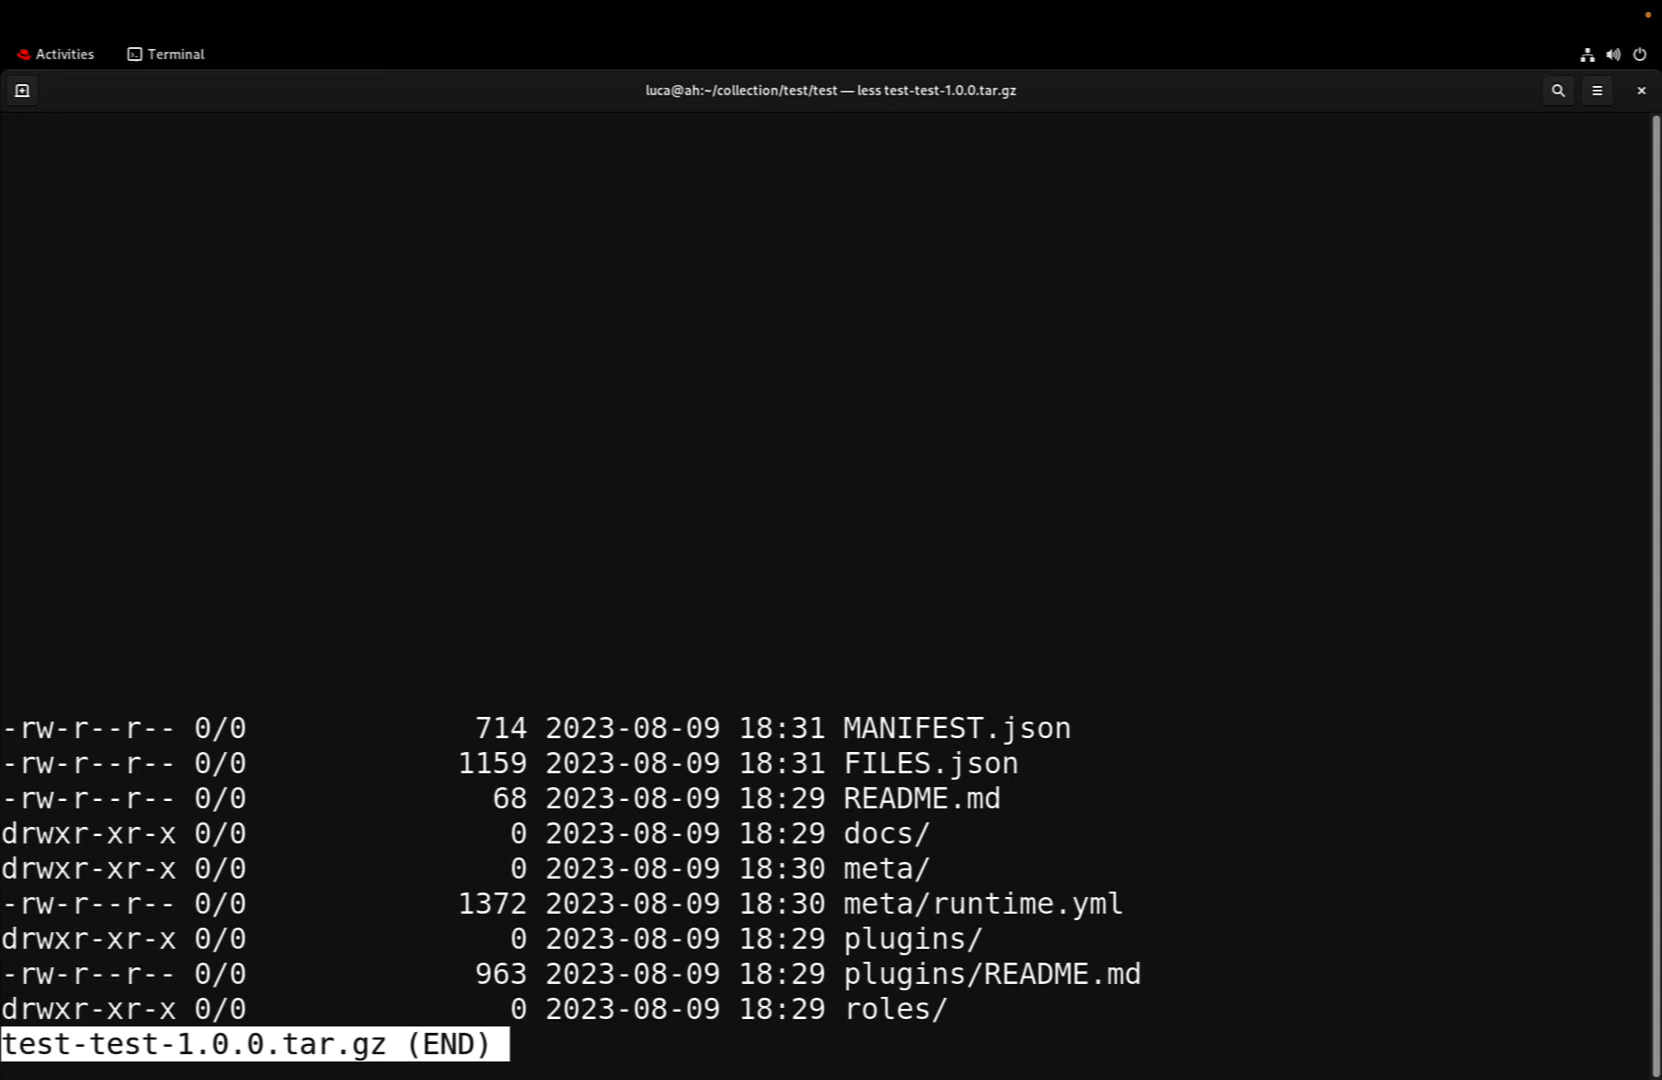 Activities Terminal
luca@ah:~/collection/test/test — less test-test-1.0.0.tar.gz
-rw-r--r-- 0/0             714 2023-08-09 18:31 MANIFEST.json
-rw-r--r-- 0/0            1159 2023-08-09 18:31 FILES.json
-rw-r--r-- 0/0              68 2023-08-09 18:29 README.md
drwxr-xr-x 0/0               0 2023-08-09 18:29 docs/
drwxr-xr-x 0/0               0 2023-08-09 18:30 meta/
-rw-r--r-- 0/0            1372 2023-08-09 18:30 meta/runtime.yml
drwxr-xr-x 0/0               0 2023-08-09 18:29 plugins/
-rw-r--r-- 0/0             963 2023-08-09 18:29 plugins/README.md
drwxr-xr-x 0/0               0 2023-08-09 18:29 roles/
test-test-1.0.0.tar.gz (END)